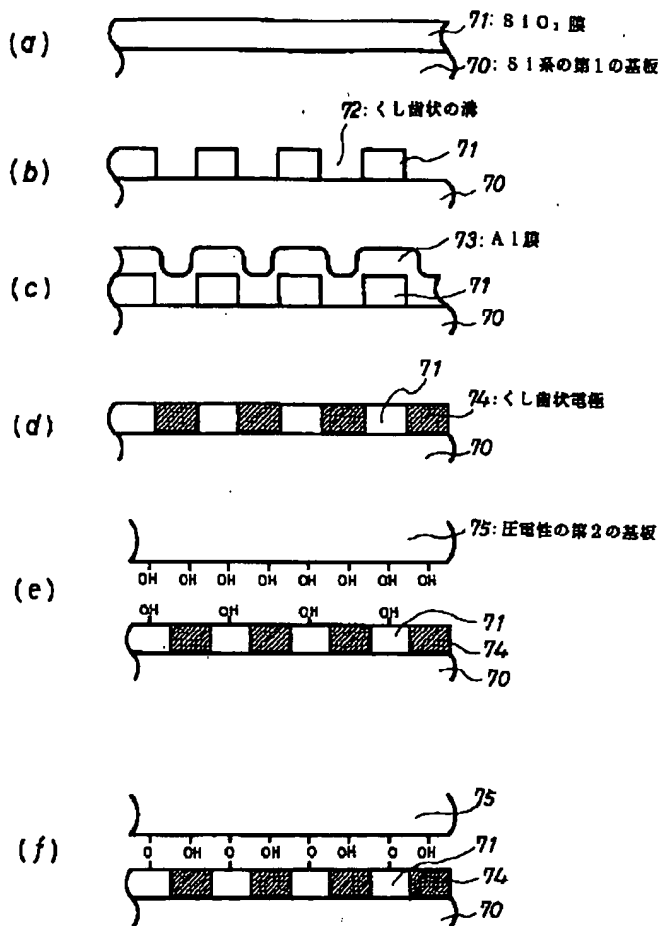 (a)
71: SiO₂膜
70: Si系の第1の基板
(b)
72: くし歯状の溝
71
70
(c)
73: Al膜
71
70
(d)
71
74: くし歯状電極
70
(e)
75: 圧電性の第2の基板
OH OH OH OH OH OH OH OH
OH OH OH OH
71
74
70
(f)
75
O OH O OH O OH O OH
71
74
70